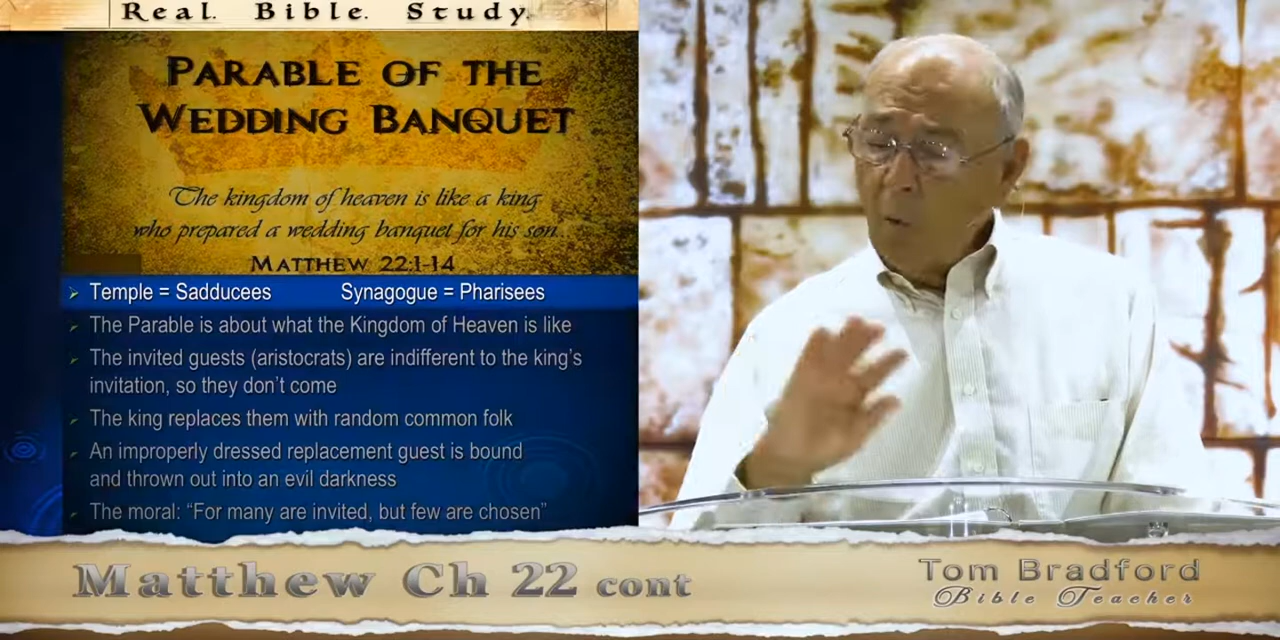 Real. Bible. Study.
Parable of the
Wedding Banquet
The kingdom of heaven is like a king
who prepared a wedding banquet for his son...
Matthew 22:1-14
Temple = Sadducees Synagogue = Pharisees
The Parable is about what the Kingdom of Heaven is like
The invited guests (aristocrats) are indifferent to the king's
invitation, so they don't come
The king replaces them with random common folk
An improperly dressed replacement guest is bound
and thrown out into an evil darkness
The moral: “For many are invited, but few are chosen”
Matthew Ch 22 cont
Tom Bradford
Bible Teacher